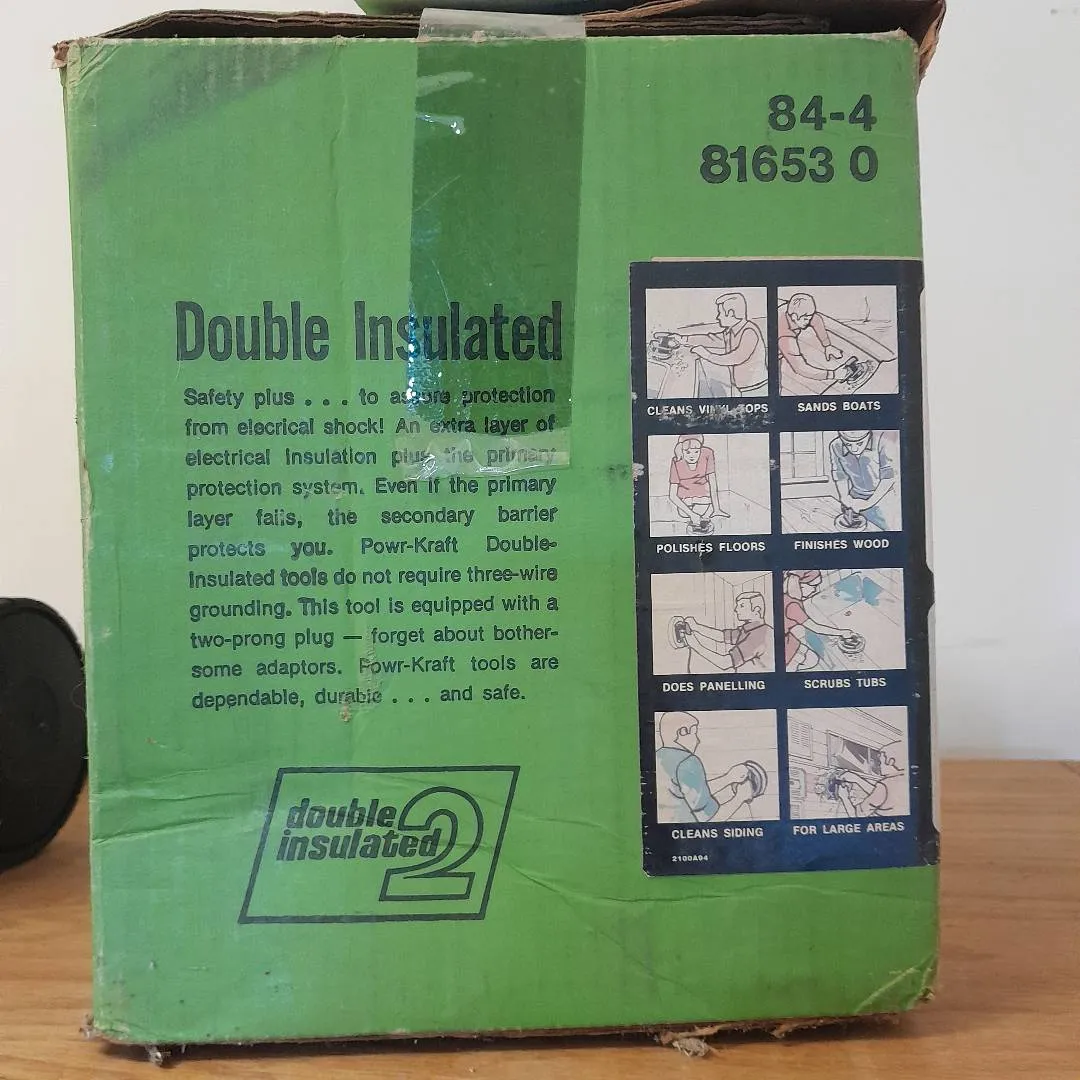 84-4
81653 0
Double Insulated
Safety plus . . . to assure protection
from elecrical shock! An extra layer of
electrical insulation plus the primary
protection system. Even if the primary
layer fails, the secondary barrier
protects you. Powr-Kraft Double-
Insulated tools do not require three-wire
grounding. This tool is equipped with a
two-prong plug — forget about bother-
some adaptors. Powr-Kraft tools are
dependable, durable . . . and safe.
double
insulated 2
CLEANS VINYL TOPS
SANDS BOATS
POLISHES FLOORS
FINISHES WOOD
DOES PANELLING
SCRUBS TUBS
CLEANS SIDING
FOR LARGE AREAS
2100A94